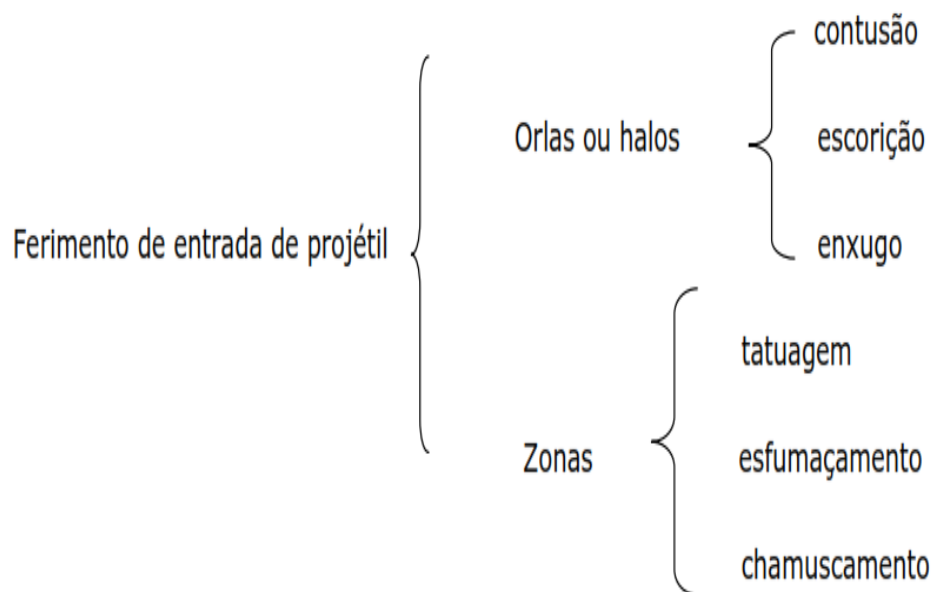 contusão
Orlas ou halos
escorição
Ferimento de entrada de projétil
enxugo
tatuagem
Zonas
esfumaçamento
chamuscamento